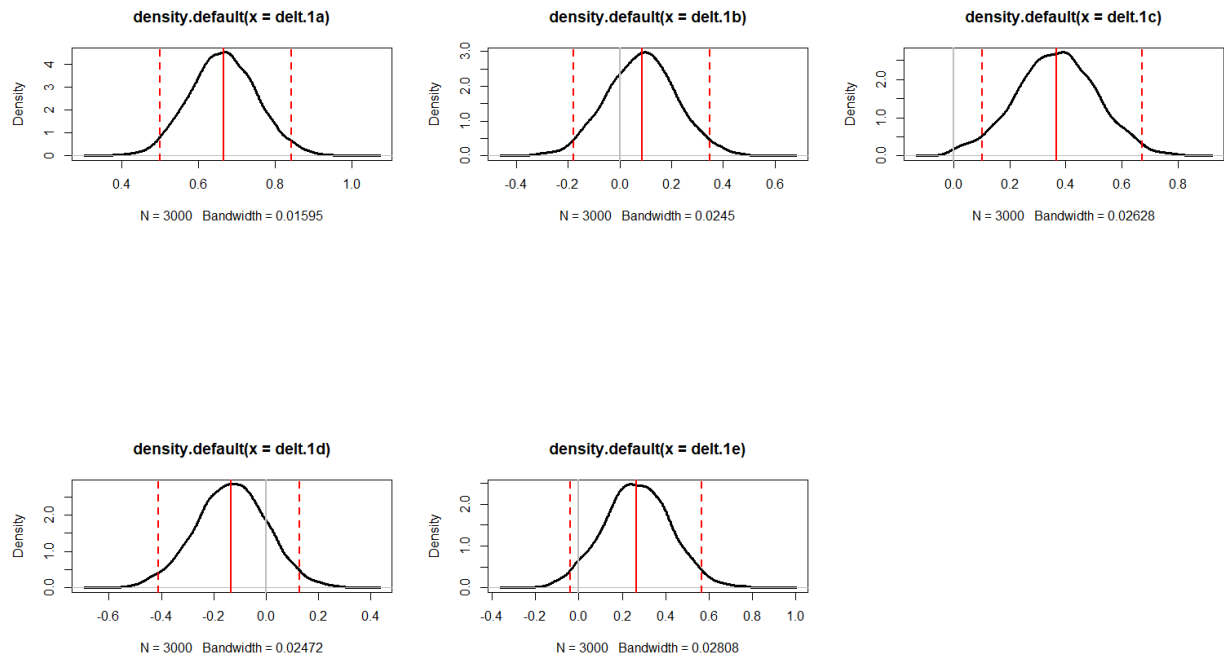 density.default(x = delt.1a)
Density
0 1 2 3 4
0.4 0.6 0.8 1.0
N = 3000 Bandwidth = 0.01595
density.default(x = delt.1b)
Density
0.0 1.0 2.0 3.0
-0.4 -0.2 0.0 0.2 0.4 0.6
N = 3000 Bandwidth = 0.0245
density.default(x = delt.1c)
Density
0.0 1.0 2.0
0.0 0.2 0.4 0.6 0.8
N = 3000 Bandwidth = 0.02628
density.default(x = delt.1d)
Density
0.0 1.0 2.0
-0.6 -0.4 -0.2 0.0 0.2 0.4
N = 3000 Bandwidth = 0.02472
density.default(x = delt.1e)
Density
0.0 1.0 2.0
-0.4 -0.2 0.0 0.2 0.4 0.6 0.8 1.0
N = 3000 Bandwidth = 0.02808